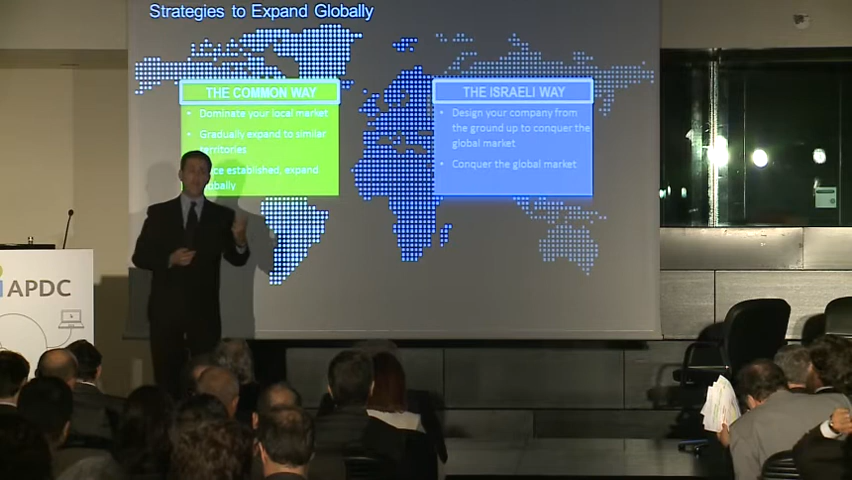 Strategies to Expand Globally
THE COMMON WAY
• Dominate your local market
• Gradually expand to similar
territories
established, expand
THE ISRAELI WAY
• Design your company from
the ground up to conquer the
global market
• Conquer the global market
APDC